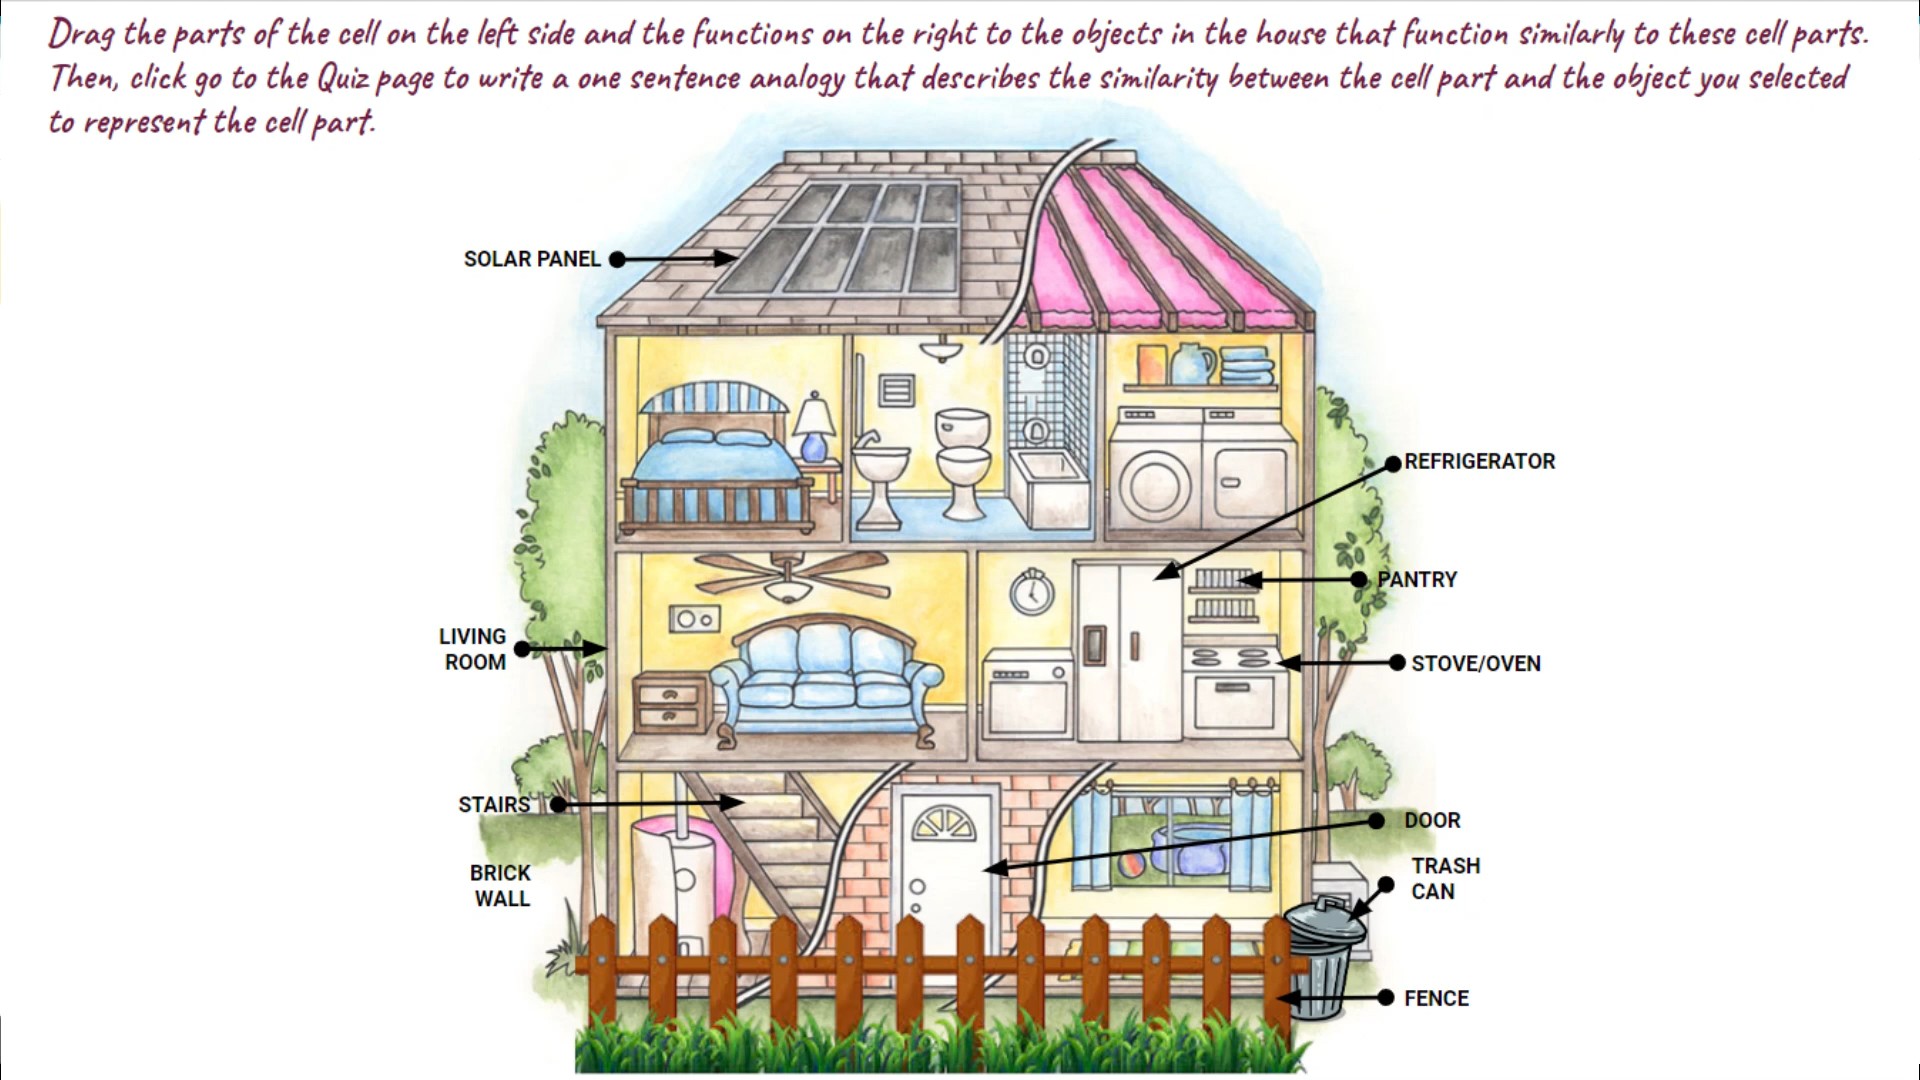 Drag the parts of the cell on the left side and the functions on the right to the objects in the house that function similarly to these cell parts.
Then, click go to the Quiz page to write a one sentence analogy that describes the similarity between the cell part and the object you selected
to represent the cell part.
SOLAR PANEL
REFRIGERATOR
PANTRY
LIVING
ROOM
STOVE/OVEN
STAIRS
DOOR
BRICK
WALL
TRASH
CAN
FENCE